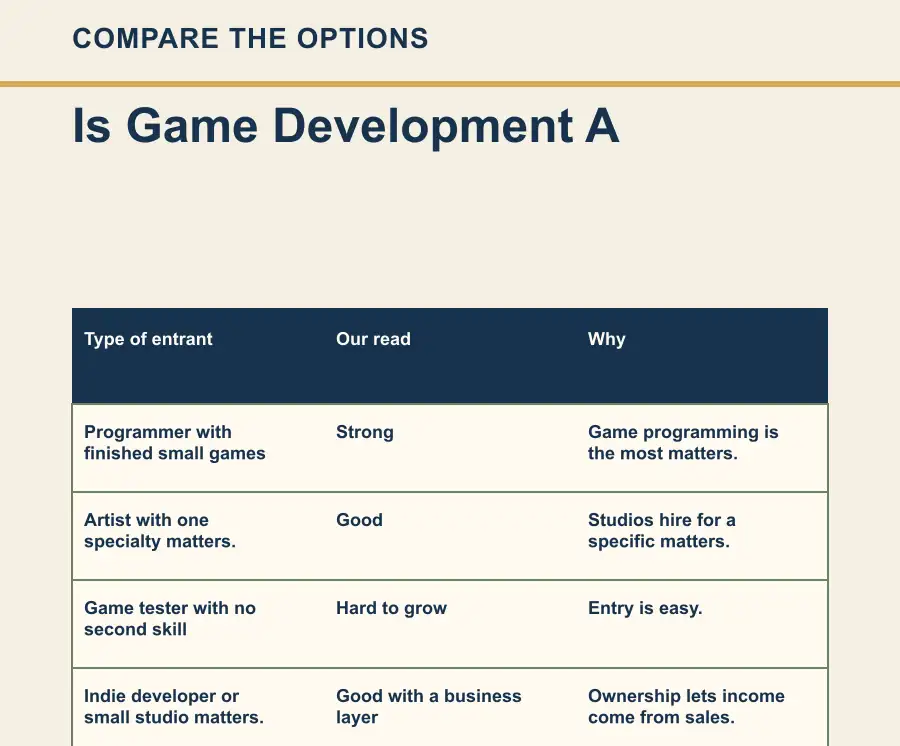 COMPARE THE OPTIONS
Is Game Development A
Type of entrant Our read Why
Programmer with Strong Game programming is
finished small games the most matters.
Artist with one Good Studios hire for a
specialty matters. specific matters.
Game tester with no Hard to grow Entry is easy.
second skill
Indie developer or Good with a business Ownership lets income
small studio matters. layer come from sales.